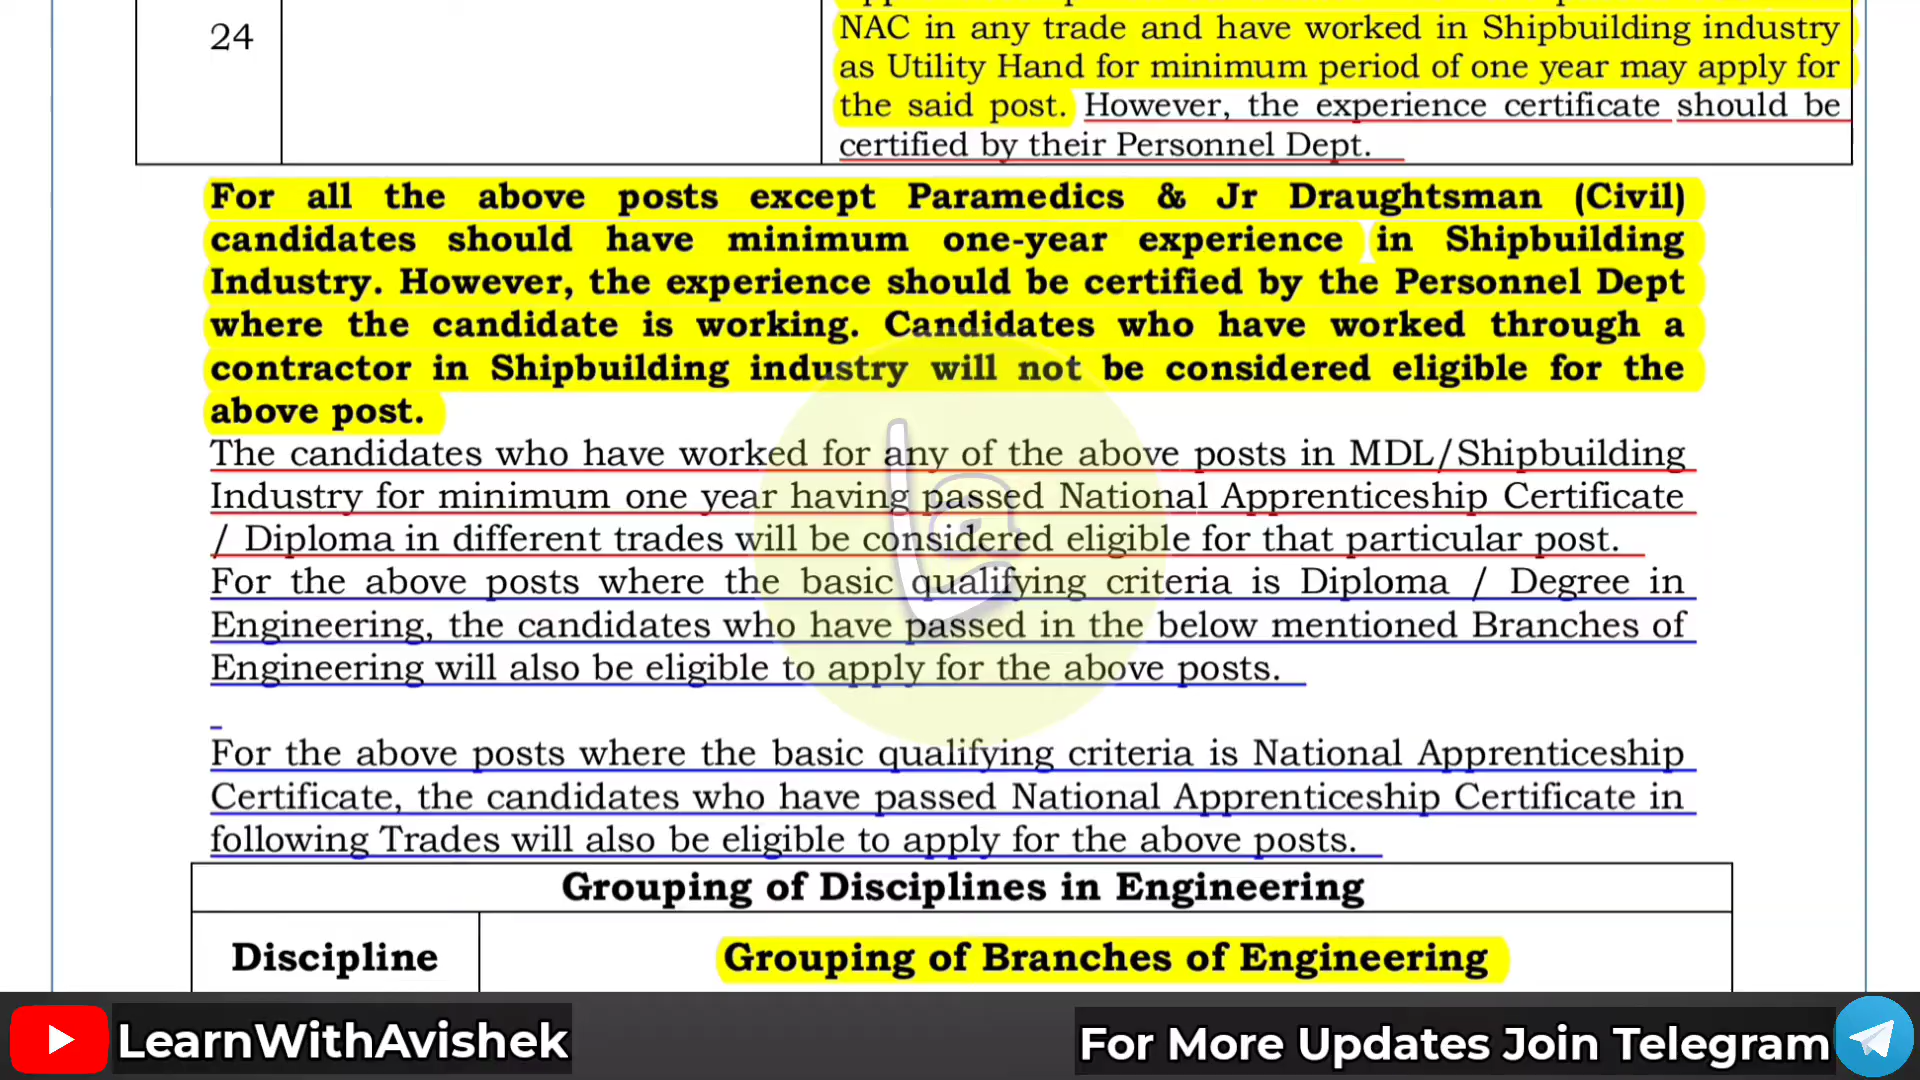 24
NAC in any trade and have worked in Shipbuilding industry
as Utility Hand for minimum period of one year may apply for
the said post. However, the experience certificate should be
certified by their Personnel Dept.
For all the above posts except Paramedics & Jr Draughtsman (Civil)
candidates should have minimum one-year experience in Shipbuilding
Industry. However, the experience should be certified by the Personnel Dept
where the candidate is working. Candidates who have worked through a
contractor in Shipbuilding industry will not be considered eligible for the
above post.
The candidates who have worked for any of the above posts in MDL/Shipbuilding
Industry for minimum one year having passed National Apprenticeship Certificate
/ Diploma in different trades will be considered eligible for that particular post.
For the above posts where the basic qualifying criteria is Diploma / Degree in
Engineering, the candidates who have passed in the below mentioned Branches of
Engineering will also be eligible to apply for the above posts.
For the above posts where the basic qualifying criteria is National Apprenticeship
Certificate, the candidates who have passed National Apprenticeship Certificate in
following Trades will also be eligible to apply for the above posts.
Grouping of Disciplines in Engineering
Discipline
Grouping of Branches of Engineering
LearnWithAvishek
For More Updates Join Telegram